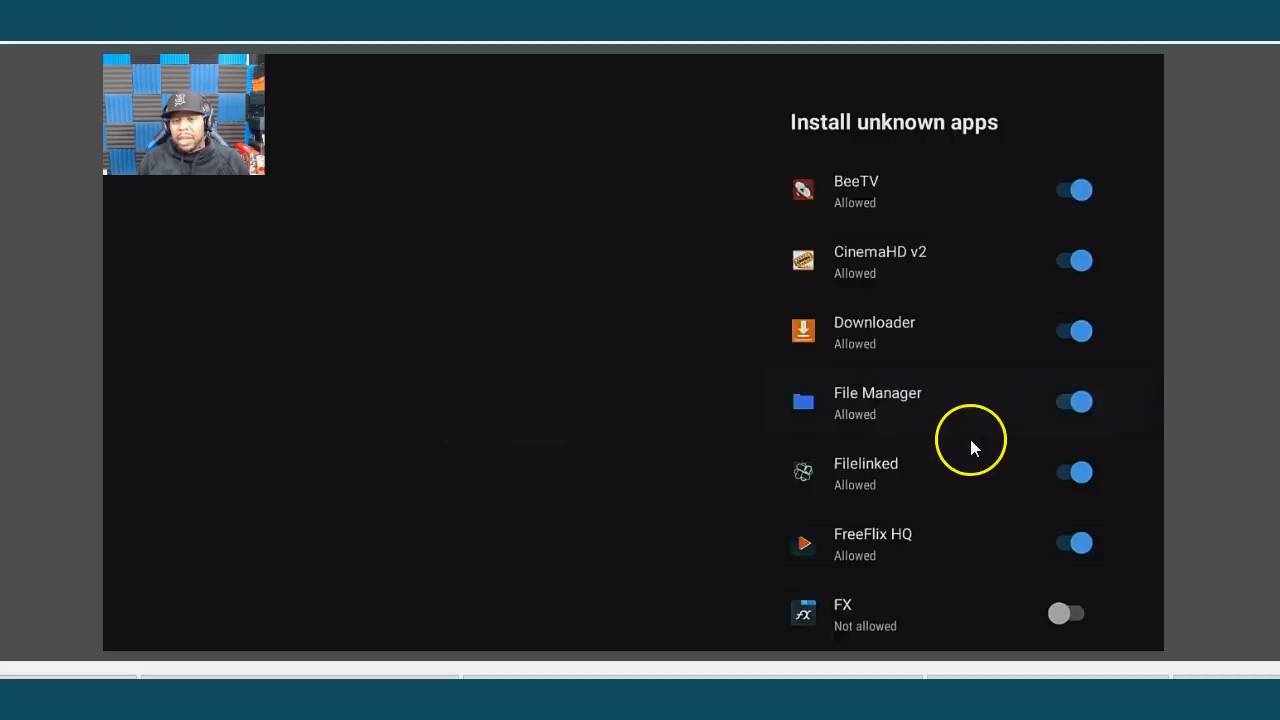 Install unknown apps
BeeTV
Allowed
CinemaHD v2
Allowed
Downloader
Allowed
File Manager
Allowed
Filelinked
Allowed
FreeFlix HQ
Allowed
FX
Not allowed